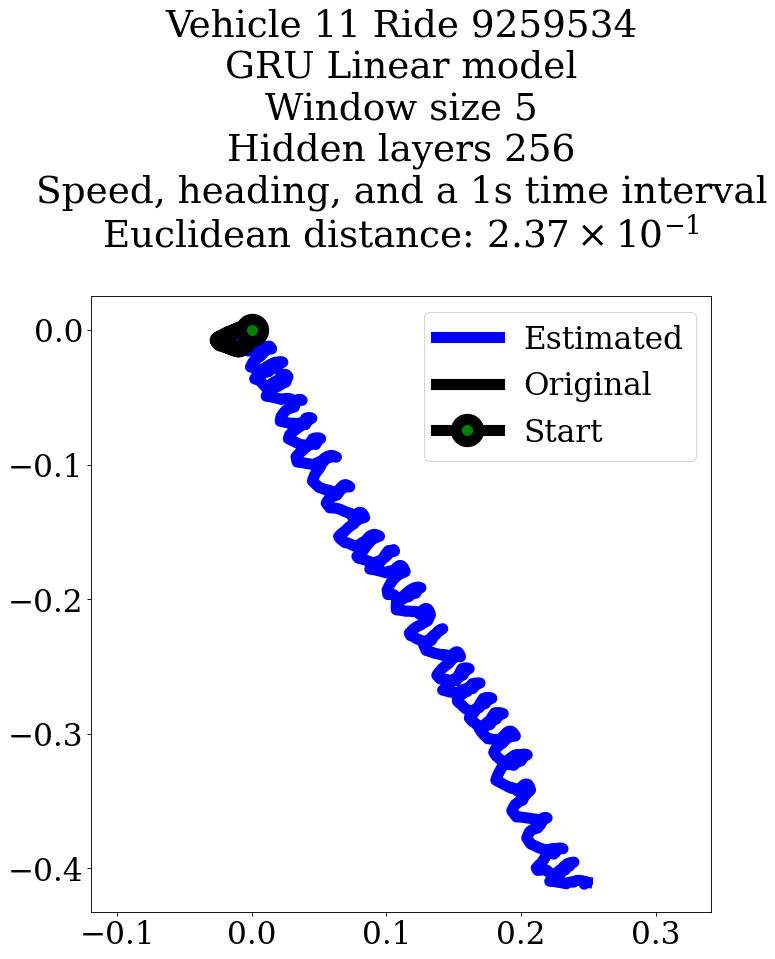 Vehicle 11 Ride 9259534
GRU Linear model
Window size 5
Hidden layers 256
Speed, heading, and a 1s time interval
Euclidean distance: 2.37 × 10⁻¹
Estimated
Original
Start
0.0
−0.1
−0.2
−0.3
−0.4
−0.1 0.0 0.1 0.2 0.3